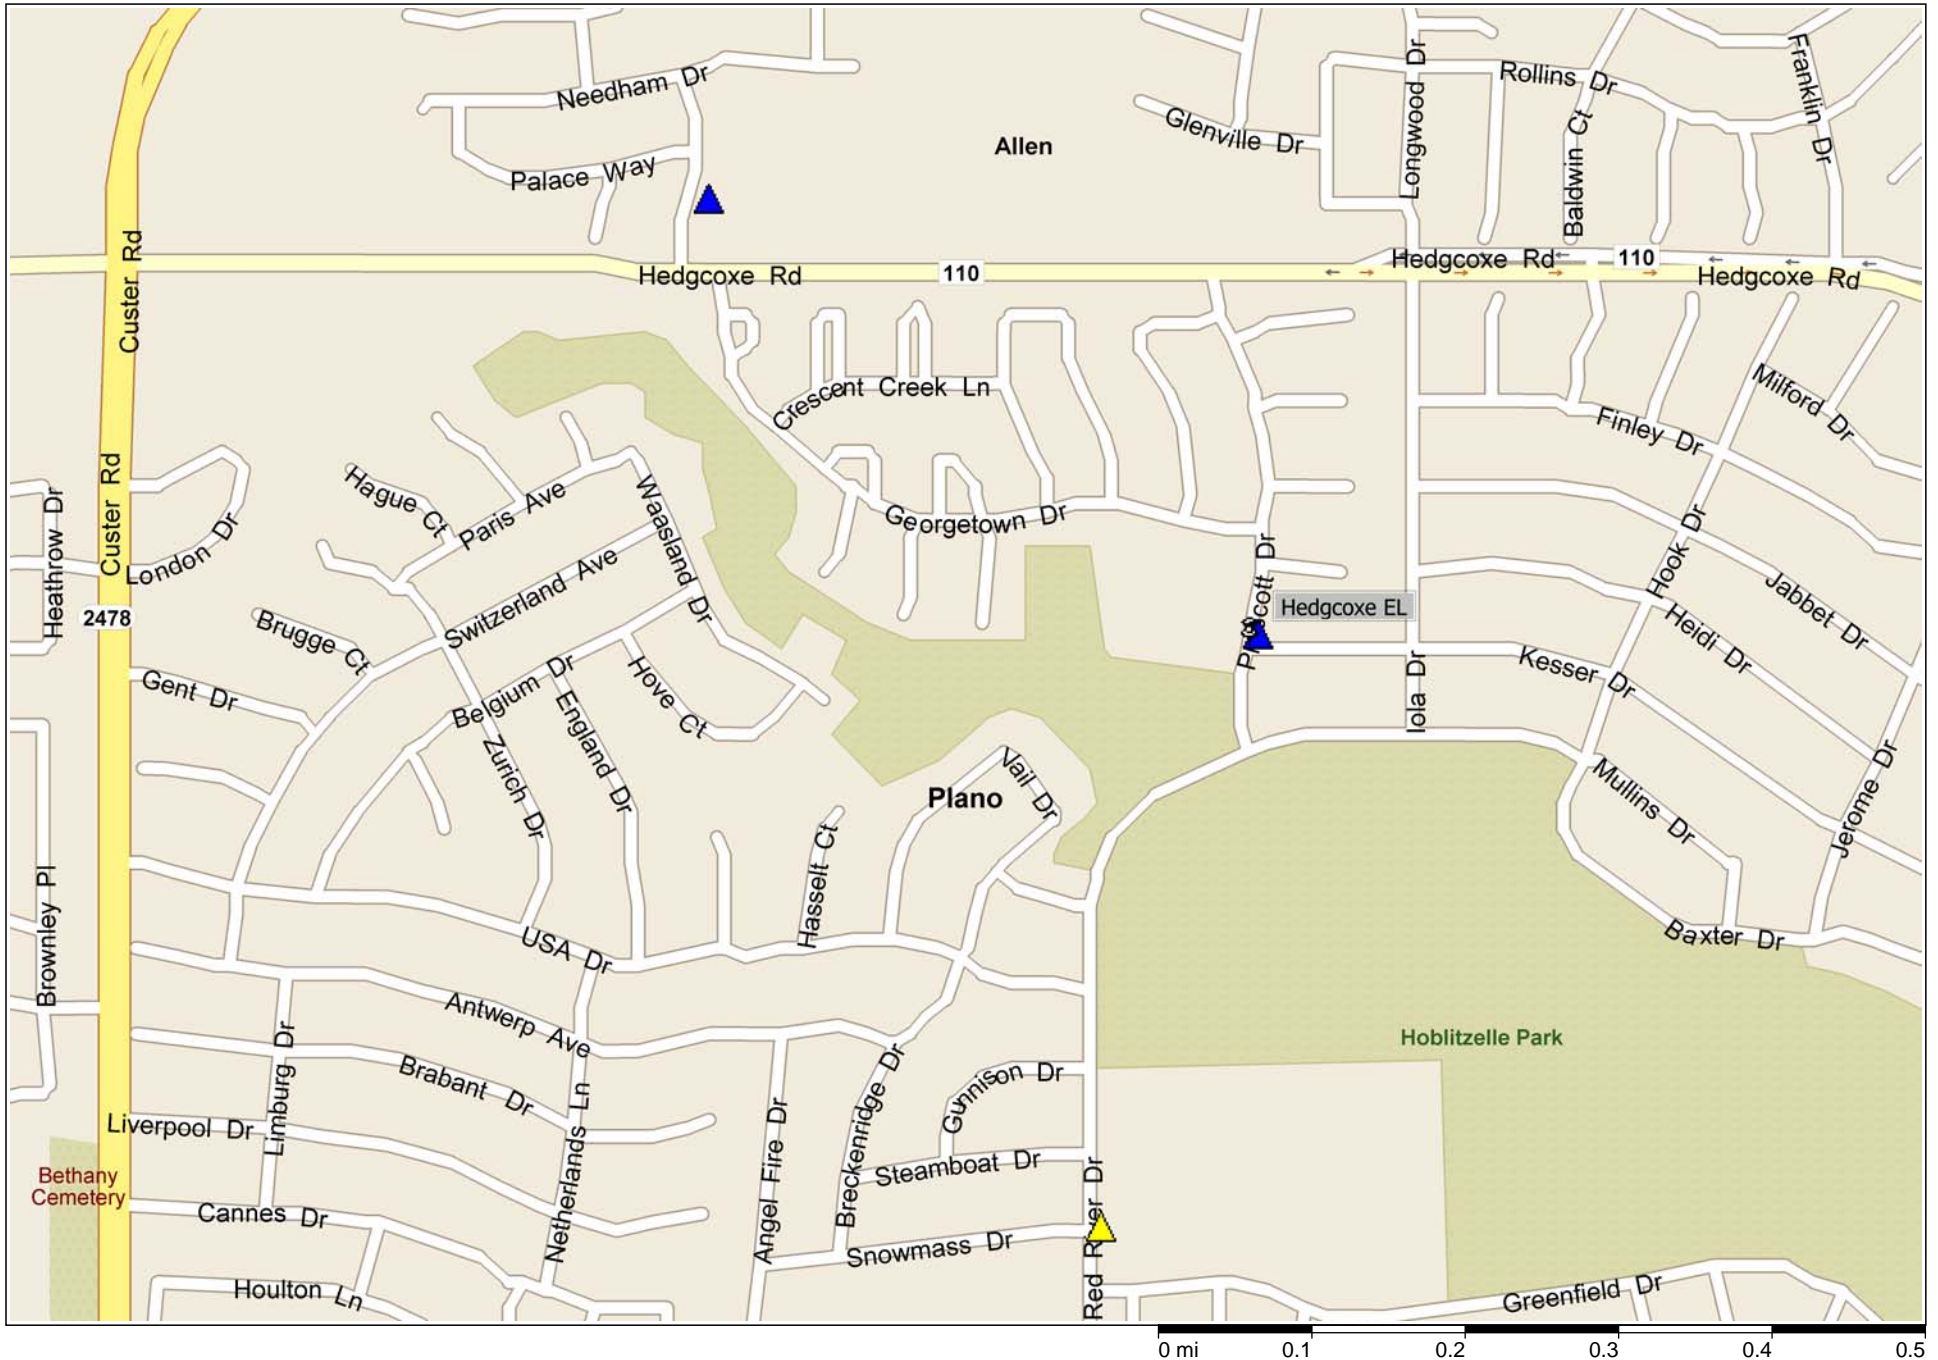 Needham Dr
Palace Way
Allen
Glenville Dr
Longwood Dr
Rollins Dr
Baldwin Ct
Franklin Dr
Custer Rd
Hedgcoxe Rd
110
Hedgcoxe Rd
110
Hedgcoxe Rd
Crescent Creek Ln
Milford Dr
Finley Dr
Custer Rd
Heathrow Dr
London Dr
Hague Ct
Paris Ave
Waasland Dr
Georgetown Dr
Prescott Dr
Hook Dr
Jabbet Dr
Switzerland Ave
2478
Brugge Ct
Hedgcoxe EL
Heidi Dr
Kesser Dr
Iola Dr
Gent Dr
Belgium Dr
Hove Ct
England Dr
Zurich Dr
Vail Dr
Plano
Mullins Dr
Jerome Dr
Hasselt Ct
Brownley Pl
USA Dr
Baxter Dr
Antwerp Ave
Hoblitzelle Park
Limburg Dr
Brabant Dr
Netherlands Ln
Breckenridge Dr
Gunnison Dr
Liverpool Dr
Angel Fire Dr
Steamboat Dr
Bethany
Cemetery
Cannes Dr
Red River Dr
Snowmass Dr
Houlton Ln
Greenfield Dr
0 mi 0.1 0.2 0.3 0.4 0.5